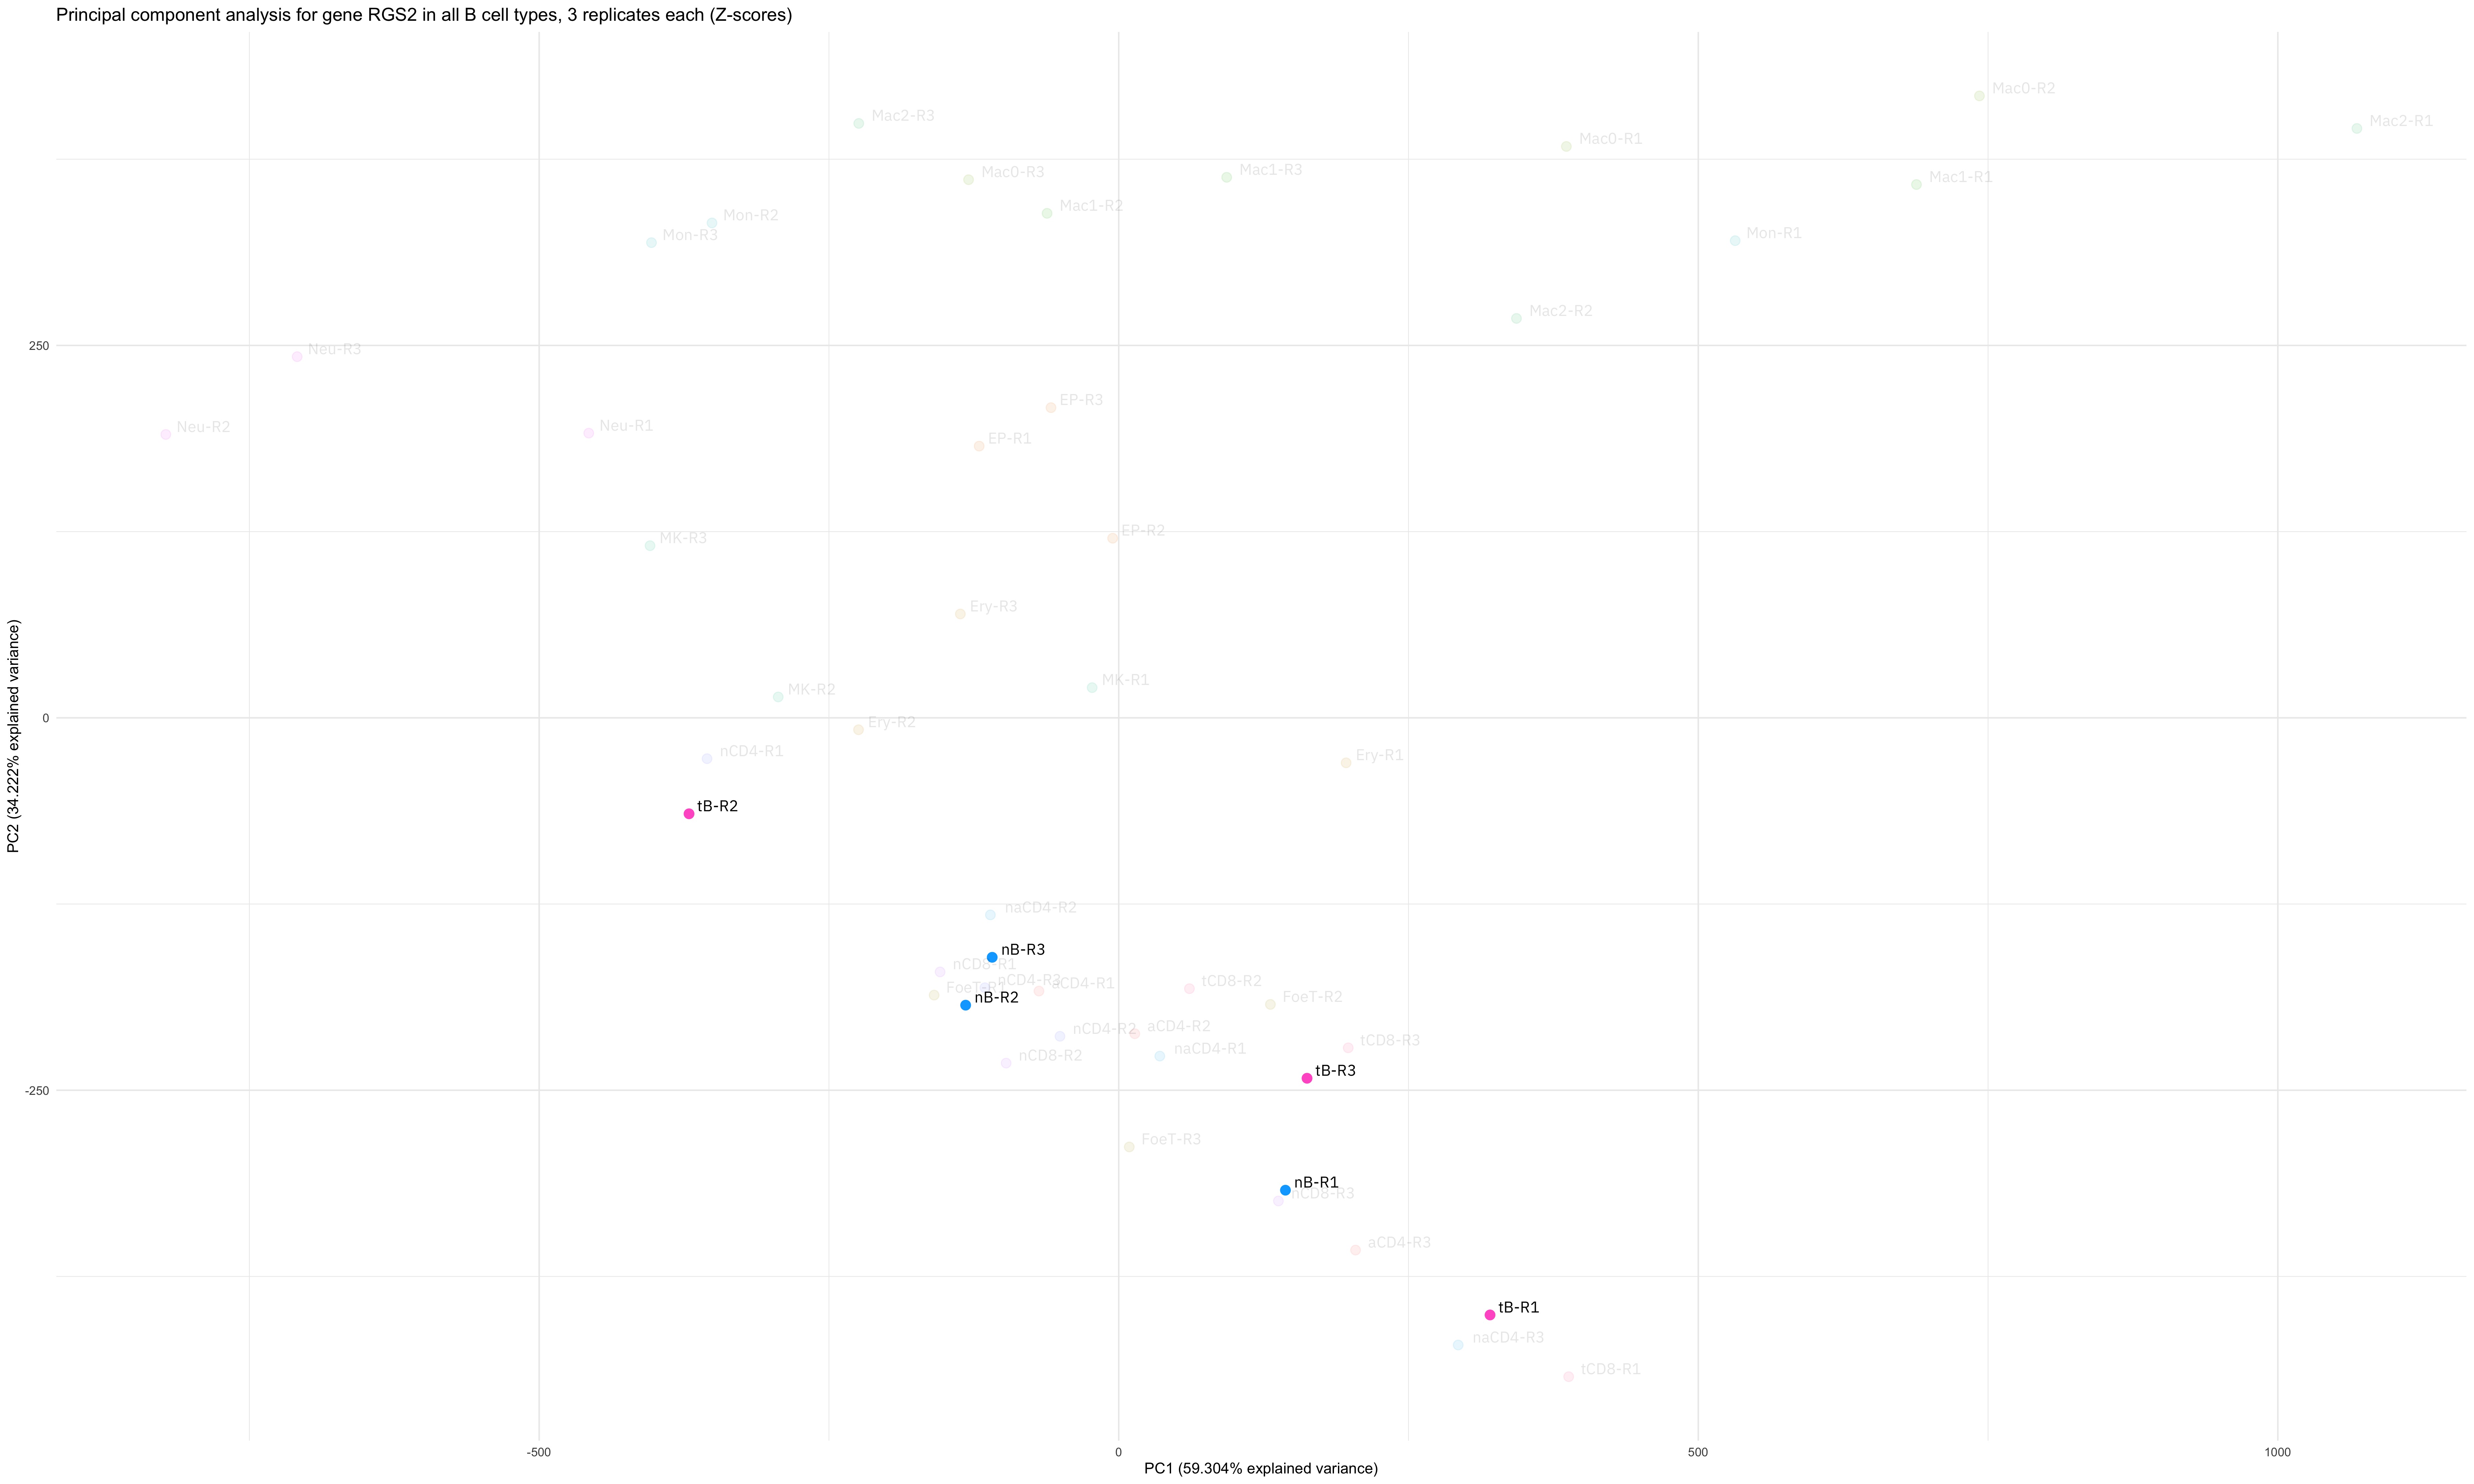 Principal component analysis for gene RGS2 in all B cell types, 3 replicates each (Z-scores)
Mac0-R2
Mac2-R3
Mac2-R1
Mac0-R1
Mac0-R3
Mac1-R3
Mac1-R1
Mac1-R2
Mon-R2
Mon-R3
Mon-R1
Mac2-R2
250
Neu-R3
EP-R3
Neu-R2
Neu-R1
EP-R1
EP-R2
MK-R3
Ery-R3
MK-R2
MK-R1
0
Ery-R2
nCD4-R1
Ery-R1
tB-R2
naCD4-R2
nB-R3
nCD8-R1
nCD4-R3
aCD4-R1
tCD8-R2
FoeT-R1
nB-R2
FoeT-R2
nCD4-R2
aCD4-R2
naCD4-R1
tCD8-R3
nCD8-R2
tB-R3
-250
FoeT-R3
nB-R1
nCD8-R3
aCD4-R3
tB-R1
naCD4-R3
tCD8-R1
-500
0
500
1000
PC1 (59.304% explained variance)
PC2 (34.222% explained variance)